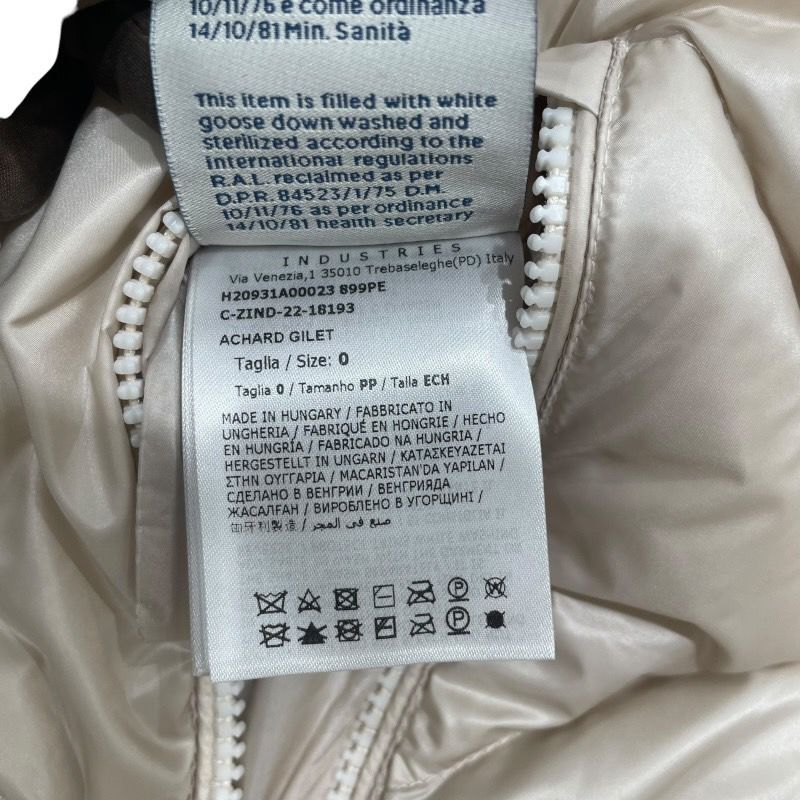 10/11/76 e come ordinanza
14/10/81 Min. Sanità
This item is filled with white
goose down washed and
sterilized according to the
international regulations
R.A.L. reclaimed as per
D.P.R. 84523/1/75 D.M.
10/11/76 as per ordinance
14/10/81 health secretary
INDUSTRIES
Via Venezia,1 35010 Trebaseleghe(PD) Italy
H20931A00023 899PE
C-ZIND-22-18193
ACHARD GILET
Taglia / Size: 0
Taglia 0 / Tamanho PP / Talla ECH
MADE IN HUNGARY / FABBRICATO IN
UNGHERIA / FABRIQUÉ EN HONGRIE / HECHO
EN HUNGRÍA / FABRICADO NA HUNGRIA /
HERGESTELLT IN UNGARN / ΚΑΤΑΣΚΕΥΑΖΕΤΑΙ
ΣΤΗΝ ΟΥΓΓΑΡΙΑ / MACARISTAN'DA YAPILAN /
СДЕЛАНО В ВЕНГРИИ / ВЕНГРИЯДА
ЖАСАЛҒАН / ВИРОБЛЕНО В УГОРЩИНІ /
匈牙利製造 / صنع في المجر